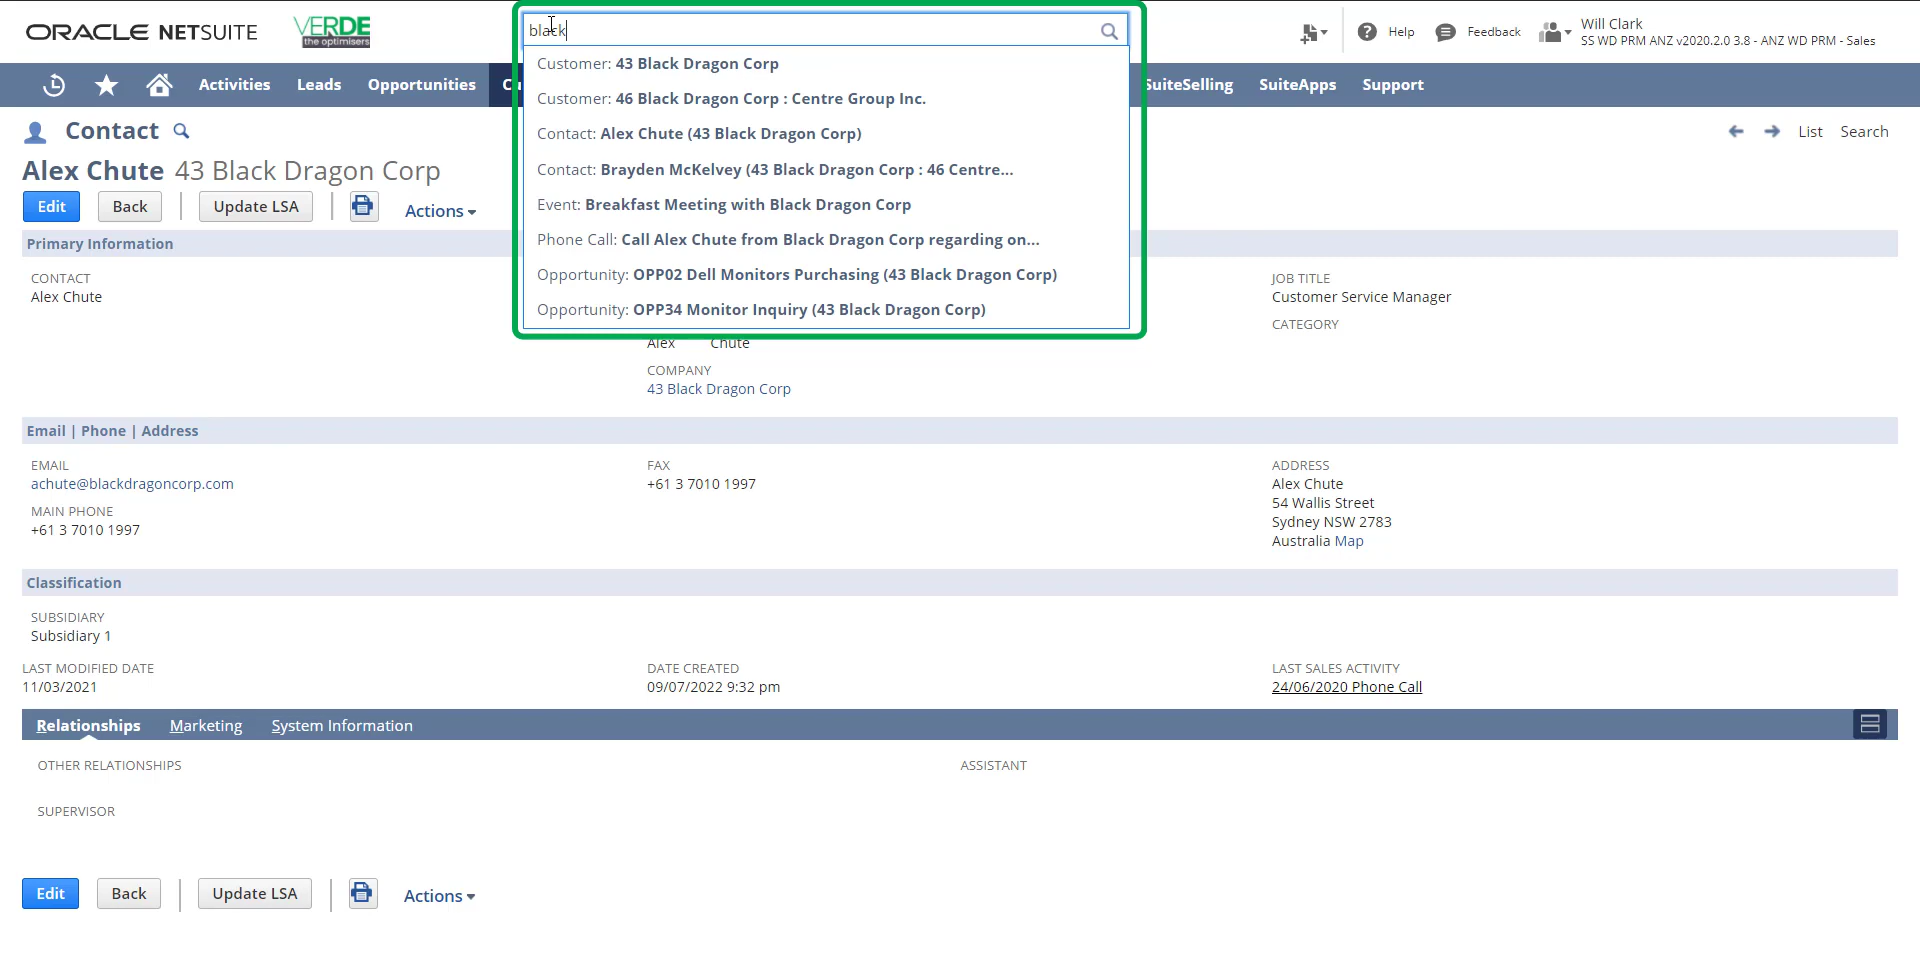 ORACLE NETSUITE
VERDE
the optimisers
black
Help
Feedback
Will Clark
SS WD PRM ANZ v2020.2.0 3.8 - ANZ WD PRM - Sales
Activities
Leads
Opportunities
Cu
SuiteSelling
SuiteApps
Support
Customer: 43 Black Dragon Corp
Customer: 46 Black Dragon Corp : Centre Group Inc.
Contact: Alex Chute (43 Black Dragon Corp)
Contact: Brayden McKelvey (43 Black Dragon Corp : 46 Centre...
Event: Breakfast Meeting with Black Dragon Corp
Phone Call: Call Alex Chute from Black Dragon Corp regarding on...
Opportunity: OPP02 Dell Monitors Purchasing (43 Black Dragon Corp)
Opportunity: OPP34 Monitor Inquiry (43 Black Dragon Corp)
Contact
List
Search
Alex Chute 43 Black Dragon Corp
Edit
Back
Update LSA
Actions
Primary Information
CONTACT
Alex Chute
Alex Chute
COMPANY
43 Black Dragon Corp
JOB TITLE
Customer Service Manager
CATEGORY
Email | Phone | Address
EMAIL
achute@blackdragoncorp.com
MAIN PHONE
+61 3 7010 1997
FAX
+61 3 7010 1997
ADDRESS
Alex Chute
54 Wallis Street
Sydney NSW 2783
Australia Map
Classification
SUBSIDIARY
Subsidiary 1
LAST MODIFIED DATE
11/03/2021
DATE CREATED
09/07/2022 9:32 pm
LAST SALES ACTIVITY
24/06/2020 Phone Call
Relationships
Marketing
System Information
OTHER RELATIONSHIPS
ASSISTANT
SUPERVISOR
Edit
Back
Update LSA
Actions